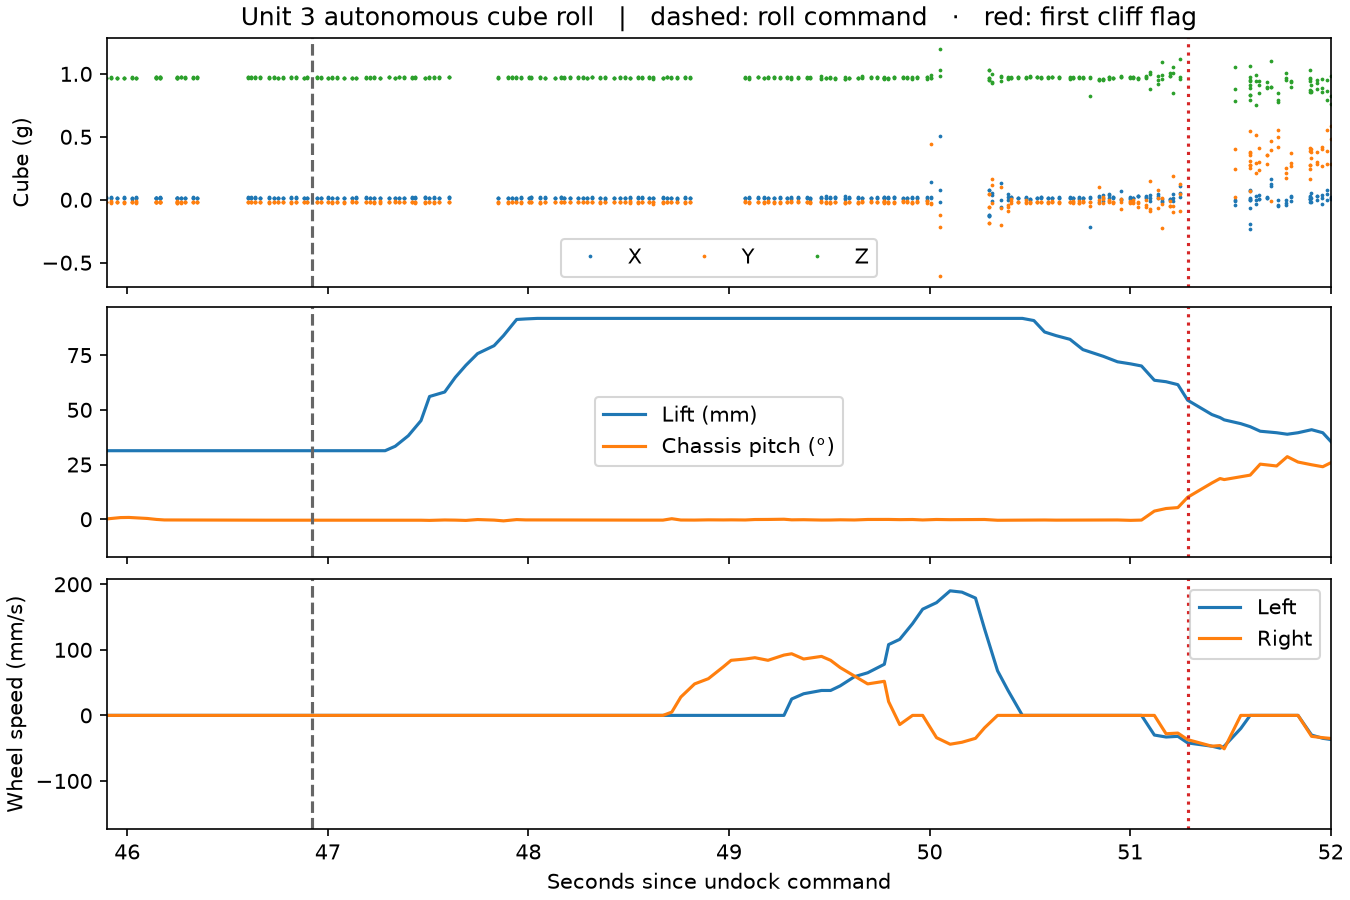 Unit 3 autonomous cube roll | dashed: roll command · red: first cliff flag
Cube (g)
1.0
0.5
0.0
−0.5
X Y Z
75
50
25
0
Lift (mm)
Chassis pitch (°)
Wheel speed (mm/s)
200
100
0
−100
Left
Right
46 47 48 49 50 51 52
Seconds since undock command